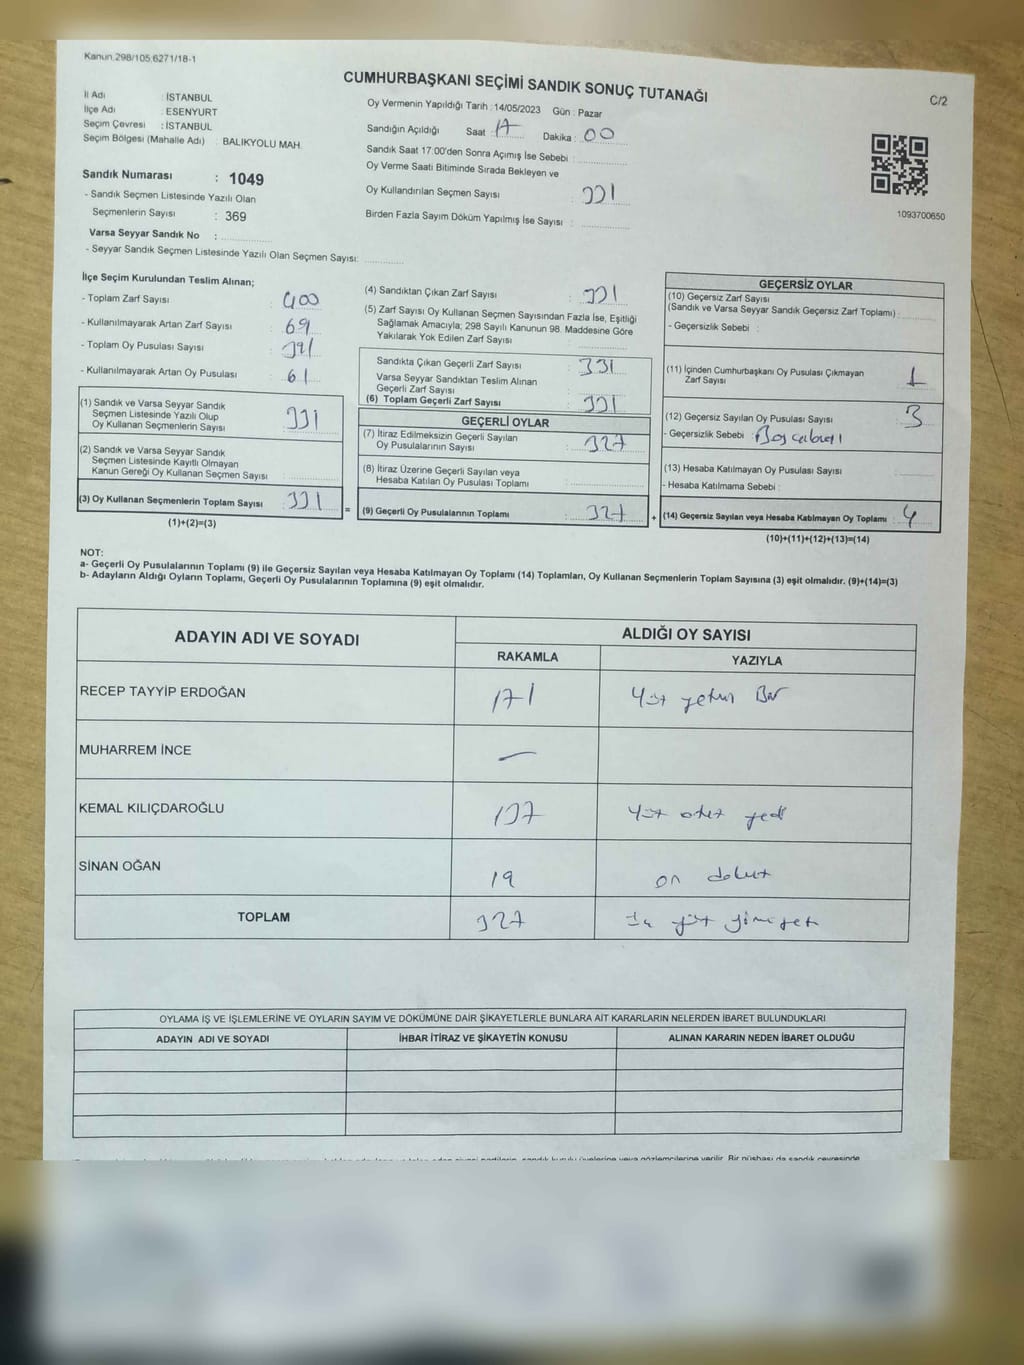 Kanun.298/105.6271/18-1
CUMHURBAŞKANI SEÇİMİ SANDIK SONUÇ TUTANAĞI
C/2
İl Adı : İSTANBUL
İlçe Adı : ESENYURT
Seçim Çevresi : İSTANBUL
Seçim Bölgesi (Mahalle Adı) : BALIKYOLU MAH.
Oy Vermenin Yapıldığı Tarih : 14/05/2023 Gün : Pazar
Sandığın Açıldığı Saat : 17 Dakika : 00
Sandık Saat 17:00'den Sonra Açımış İse Sebebi :
Oy Verme Saati Bitiminde Sırada Bekleyen ve
Oy Kullandırılan Seçmen Sayısı : 331
Birden Fazla Sayım Döküm Yapılmış İse Sayısı :
1093700650
Sandık Numarası : 1049
- Sandık Seçmen Listesinde Yazılı Olan
Seçmenlerin Sayısı : 369
Varsa Seyyar Sandık No :
- Seyyar Sandık Seçmen Listesinde Yazılı Olan Seçmen Sayısı:
İlçe Seçim Kurulundan Teslim Alınan;
- Toplam Zarf Sayısı : 400
- Kullanılmayarak Artan Zarf Sayısı : 69
- Toplam Oy Pusulası Sayısı : 391
- Kullanılmayarak Artan Oy Pusulası : 61
(1) Sandık ve Varsa Seyyar Sandık
Seçmen Listesinde Yazılı Olup
Oy Kullanan Seçmenlerin Sayısı : 331
(2) Sandık ve Varsa Seyyar Sandık
Seçmen Listesinde Kayıtlı Olmayan
Kanun Gereği Oy Kullanan Seçmen Sayısı :
(3) Oy Kullanan Seçmenlerin Toplam Sayısı : 331
(1)+(2)=(3)
=
(4) Sandıktan Çıkan Zarf Sayısı : 331
(5) Zarf Sayısı Oy Kullanan Seçmen Sayısından Fazla İse, Eşitliği
Sağlamak Amacıyla; 298 Sayılı Kanunun 98. Maddesine Göre
Yakılarak Yok Edilen Zarf Sayısı :
Sandıkta Çıkan Geçerli Zarf Sayısı : 331
Varsa Seyyar Sandıktan Teslim Alınan
Geçerli Zarf Sayısı :
(6) Toplam Geçerli Zarf Sayısı : 331
GEÇERLİ OYLAR
(7) İtiraz Edilmeksizin Geçerli Sayılan
Oy Pusulalarının Sayısı : 327
(8) İtiraz Üzerine Geçerli Sayılan veya
Hesaba Katılan Oy Pusulası Toplamı :
(9) Geçerli Oy Pusulalarının Toplamı : 327
+
GEÇERSİZ OYLAR
(10) Geçersiz Zarf Sayısı
(Sandık ve Varsa Seyyar Sandık Geçersiz Zarf Toplamı) :
- Geçersizlik Sebebi :
(11) İçinden Cumhurbaşkanı Oy Pusulası Çıkmayan
Zarf Sayısı : 1
(12) Geçersiz Sayılan Oy Pusulası Sayısı : 3
- Geçersizlik Sebebi :
(13) Hesaba Katılmayan Oy Pusulası Sayısı :
- Hesaba Katılmama Sebebi :
(14) Geçersiz Sayılan veya Hesaba Katılmayan Oy Toplamı : 4
(10)+(11)+(12)+(13)=(14)
NOT:
a- Geçerli Oy Pusulalarının Toplamı (9) ile Geçersiz Sayılan veya Hesaba Katılmayan Oy Toplamı (14) Toplamları, Oy Kullanan Seçmenlerin Toplam Sayısına (3) eşit olmalıdır. (9)+(14)=(3)
b- Adayların Aldığı Oyların Toplamı, Geçerli Oy Pusulalarının Toplamına (9) eşit olmalıdır.
ADAYIN ADI VE SOYADI ALDIĞI OY SAYISI
RAKAMLA YAZIYLA
RECEP TAYYİP ERDOĞAN 171 Yüz yetmiş Bir
MUHARREM İNCE —
KEMAL KILIÇDAROĞLU 137 Yüz otuz yedi
SİNAN OĞAN 19 on dokuz
TOPLAM 327 üç yüz yirmi yedi
OYLAMA İŞ VE İŞLEMLERİNE VE OYLARIN SAYIM VE DÖKÜMÜNE DAİR ŞİKAYETLERLE BUNLARA AİT KARARLARIN NELERDEN İBARET BULUNDUKLARI
ADAYIN ADI VE SOYADI İHBAR İTİRAZ VE ŞİKAYETİN KONUSU ALINAN KARARIN NEDEN İBARET OLDUĞU